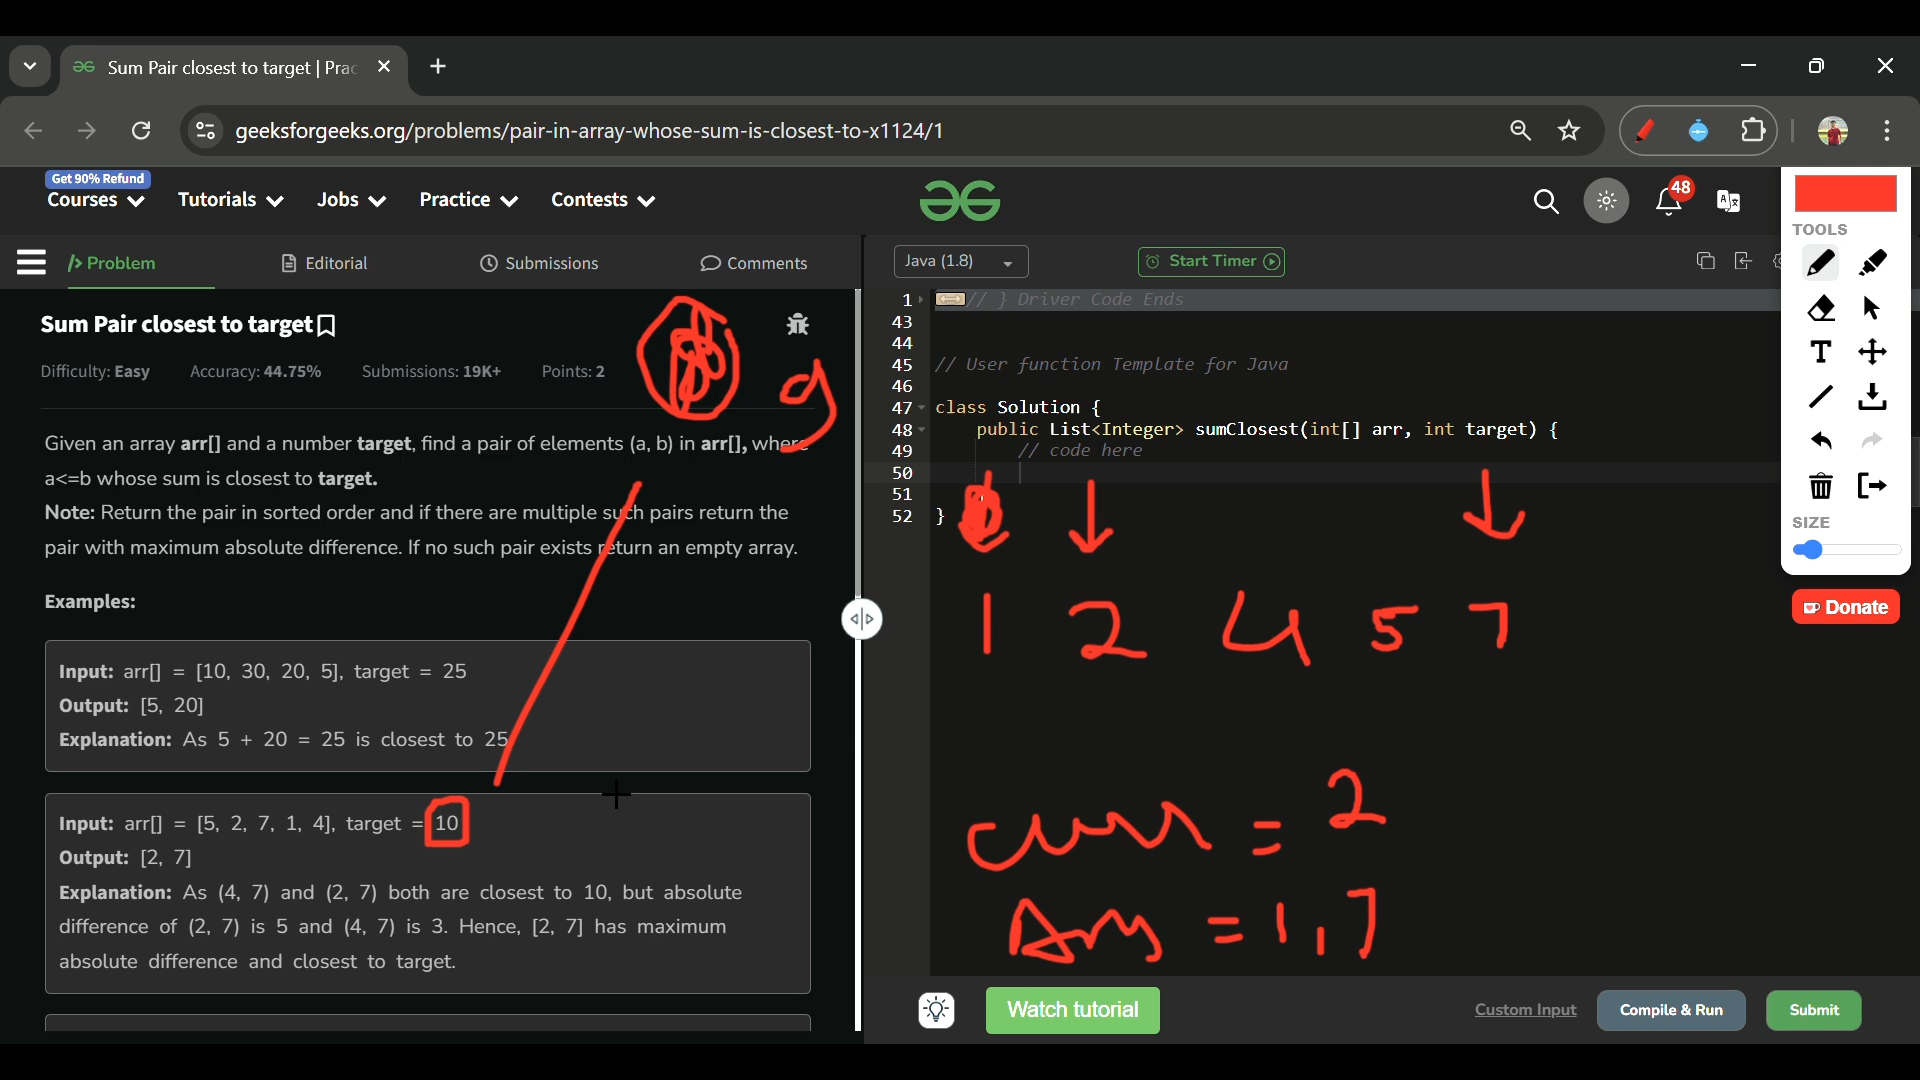 Sum Pair closest to target | Prac
geeksforgeeks.org/problems/pair-in-array-whose-sum-is-closest-to-x1124/1
Get 90% Refund
Courses Tutorials Jobs Practice Contests
48
TOOLS
SIZE
Donate
Problem Editorial Submissions Comments
Sum Pair closest to target
Difficulty: Easy Accuracy: 44.75% Submissions: 19K+ Points: 2
9
Given an array arr[] and a number target, find a pair of elements (a, b) in arr[], where
a<=b whose sum is closest to target.
Note: Return the pair in sorted order and if there are multiple such pairs return the
pair with maximum absolute difference. If no such pair exists return an empty array.
Examples:
Input: arr[] = [10, 30, 20, 5], target = 25
Output: [5, 20]
Explanation: As 5 + 20 = 25 is closest to 25
Input: arr[] = [5, 2, 7, 1, 4], target = 10
Output: [2, 7]
Explanation: As (4, 7) and (2, 7) both are closest to 10, but absolute
difference of (2, 7) is 5 and (4, 7) is 3. Hence, [2, 7] has maximum
absolute difference and closest to target.
Java (1.8) Start Timer
1 // } Driver Code Ends
43
44
45 // User function Template for Java
46
47 class Solution {
48 public List<Integer> sumClosest(int[] arr, int target) {
49 // code here
50
51
52 }
1 2 4 5 7
curr = 2
Ans = 1, 7
Watch tutorial
Custom Input Compile & Run Submit